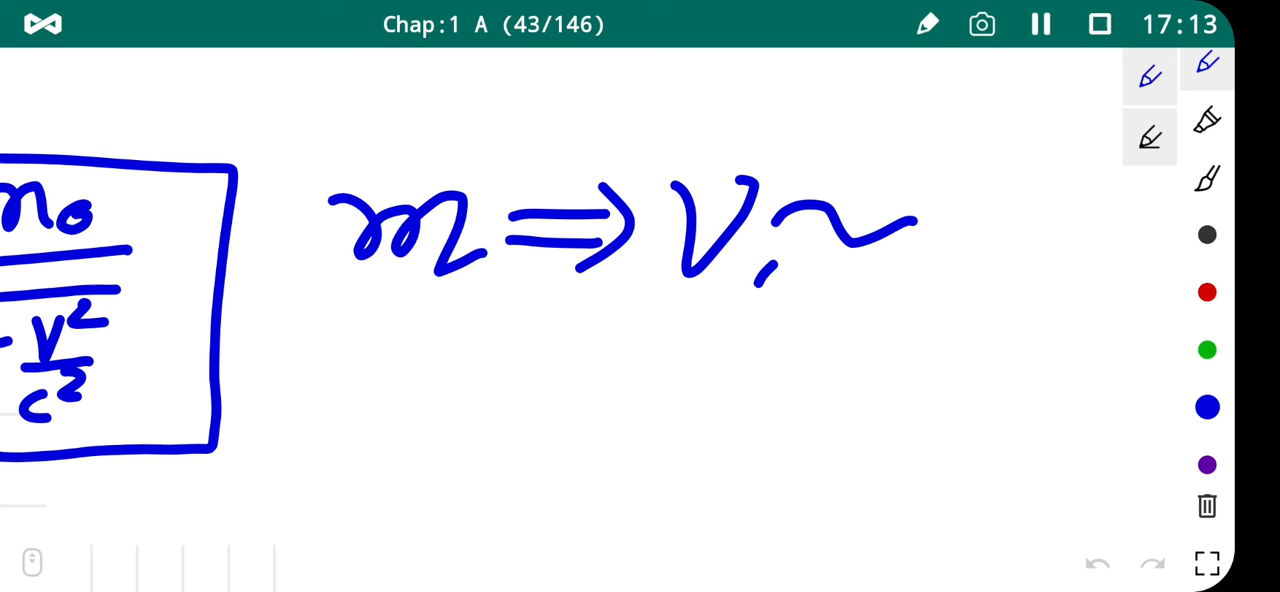 Chap:1 A (43/146) 17:13
m₀ m ⇒ V, ~
V²
c²